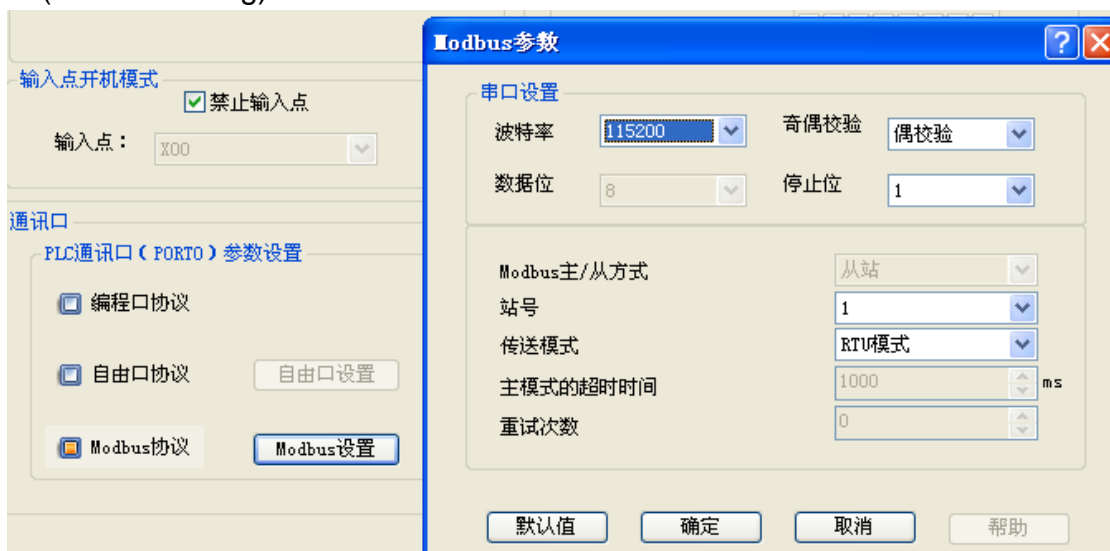 Modbus参数
输入点开机模式
禁止输入点
输入点：
X00
通讯口
PLC通讯口（PORTO）参数设置
编程口协议
自由口协议
自由口设置
Modbus协议
Modbus设置
串口设置
波特率
115200
奇偶校验
偶校验
数据位
8
停止位
1
Modbus主/从方式
从站
站号
1
传送模式
RTU模式
主模式的超时时间
1000
ms
重试次数
0
默认值
确定
取消
帮助